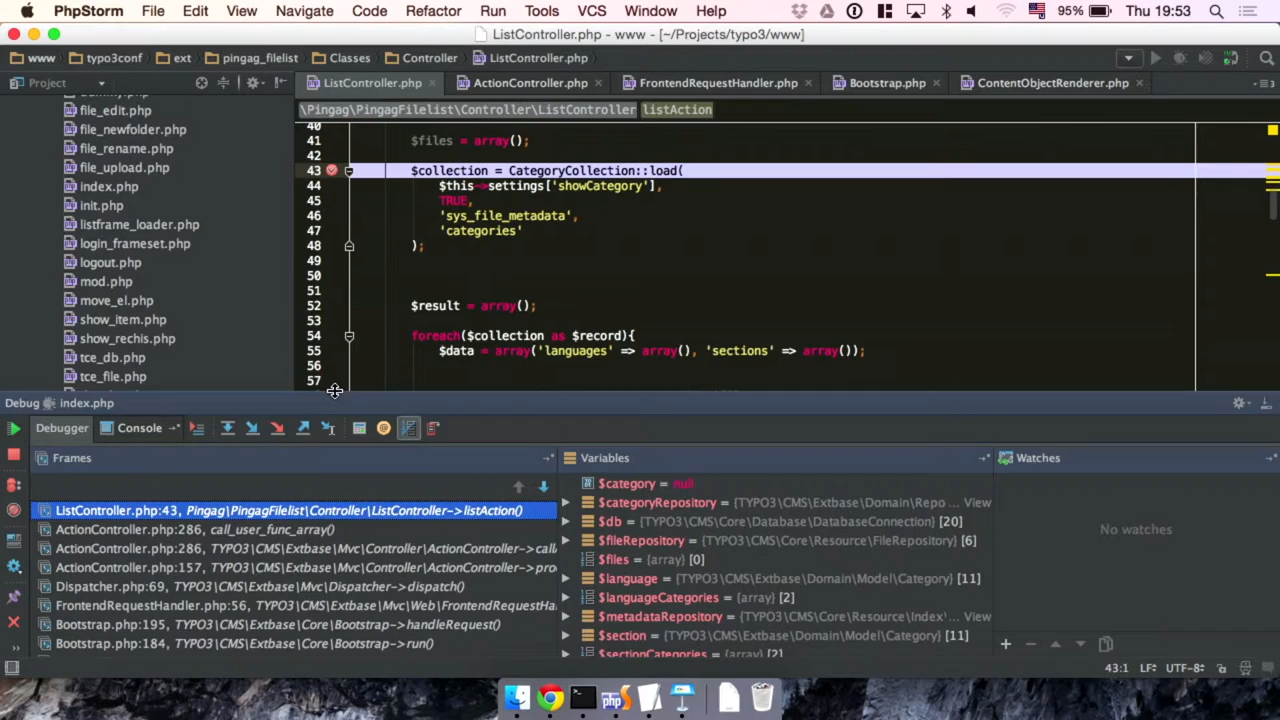 PhpStorm File Edit View Navigate Code Refactor Run Tools VCS Window Help 95% Thu 19:53
ListController.php - www - [~/Projects/typo3/www]
www typo3conf ext pingag_filelist Classes Controller ListController.php
Project ListController.php ActionController.php FrontendRequestHandler.php Bootstrap.php ContentObjectRenderer.php
\Pingag\PingagFilelist\Controller\ListController listAction
file_edit.php
file_newfolder.php
file_rename.php
file_upload.php
index.php
init.php
listframe_loader.php
login_frameset.php
logout.php
mod.php
move_el.php
show_item.php
show_rechis.php
tce_db.php
tce_file.php
40
41 $files = array();
42
43 $collection = CategoryCollection::load(
44 $this->settings['showCategory'],
45 TRUE,
46 'sys_file_metadata',
47 'categories'
48 );
49
50
51
52 $result = array();
53
54 foreach($collection as $record){
55 $data = array('languages' => array(), 'sections' => array());
56
57
Debug index.php
Debugger Console
Frames
ListController.php:43, Pingag\PingagFilelist\Controller\ListController->listAction()
ActionController.php:286, call_user_func_array()
ActionController.php:286, TYPO3\CMS\Extbase\Mvc\Controller\ActionController->call
ActionController.php:157, TYPO3\CMS\Extbase\Mvc\Controller\ActionController->pro
Dispatcher.php:69, TYPO3\CMS\Extbase\Mvc\Dispatcher->dispatch()
FrontendRequestHandler.php:56, TYPO3\CMS\Extbase\Mvc\Web\FrontendRequestHa
Bootstrap.php:195, TYPO3\CMS\Extbase\Core\Bootstrap->handleRequest()
Bootstrap.php:184, TYPO3\CMS\Extbase\Core\Bootstrap->run()
Variables
$category = null
$categoryRepository = {TYPO3\CMS\Extbase\Domain\Repo ... View
$db = {TYPO3\CMS\Core\Database\DatabaseConnection} [20]
$fileRepository = {TYPO3\CMS\Core\Resource\FileRepository} [6]
$files = {array} [0]
$language = {TYPO3\CMS\Extbase\Domain\Model\Category} [11]
$languageCategories = {array} [2]
$metadataRepository = {TYPO3\CMS\Core\Resource\Index\ ... View
$section = {TYPO3\CMS\Extbase\Domain\Model\Category} [11]
$sectionCategories = {array} [2]
Watches
No watches
43:1 LF UTF-8
php